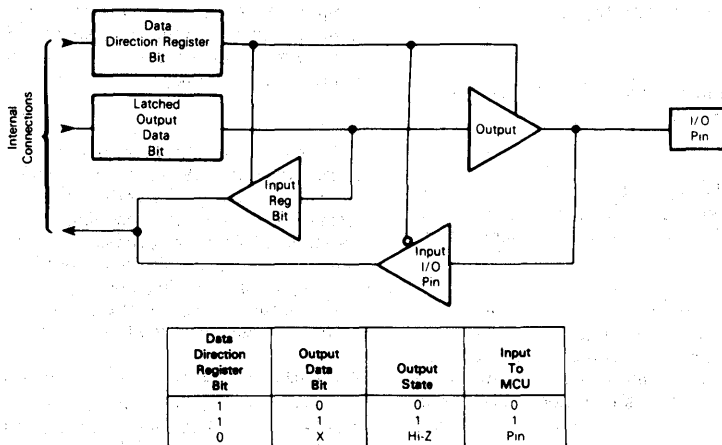 Data
Direction Register
Bit
Latched
Output
Data
Bit
Internal
Connections
Output
I/O
Pin
Input
Reg
Bit
Input
I/O
Pin
Data
Direction
Register
Bit
Output
Data
Bit
Output
State
Input
To
MCU
1 0 0 0
1 1 1 1
0 X Hi-Z Pin